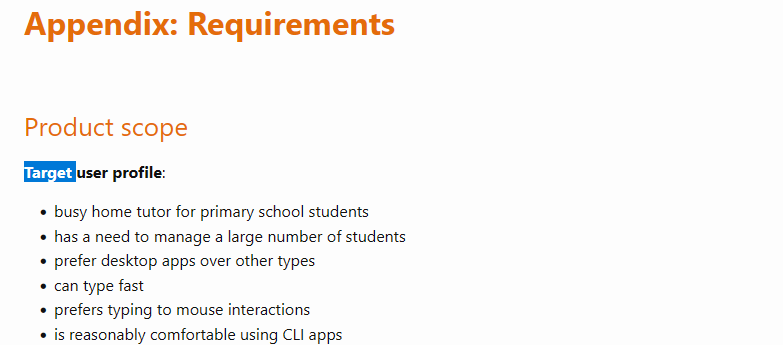 Appendix: Requirements
Product scope
Target user profile:
• busy home tutor for primary school students
• has a need to manage a large number of students
• prefer desktop apps over other types
• can type fast
• prefers typing to mouse interactions
• is reasonably comfortable using CLI apps